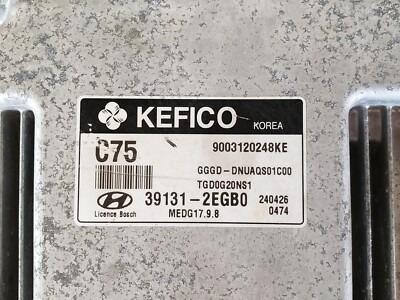 KEFICO KOREA
C75 9003120248KE
GGGD-DNUAQS01C00
TGD0G20NS1
39131-2EGB0 240426
Licence Bosch MEDG17.9.8 0474